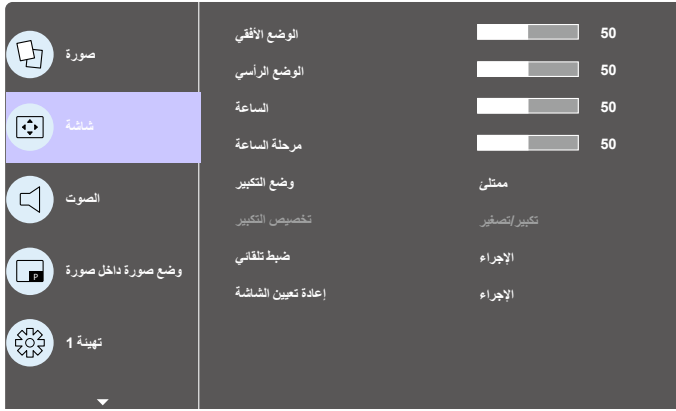 صورة
شاشة
الصوت
وضع صورة داخل صورة
P
تهيئة 1
الوضع الأفقي 50
الوضع الرأسي 50
الساعة 50
مرحلة الساعة 50
وضع التكبير ممتلئ
تخصيص التكبير تكبير/تصغير
ضبط تلقائي الإجراء
إعادة تعيين الشاشة الإجراء